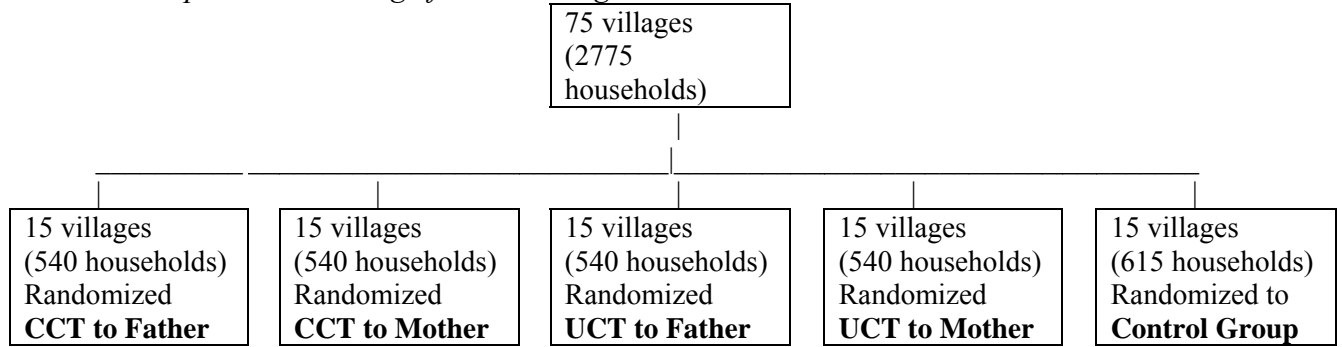 75 villages
(2775
households)
15 villages
(540 households)
Randomized
CCT to Father
15 villages
(540 households)
Randomized
CCT to Mother
15 villages
(540 households)
Randomized
UCT to Father
15 villages
(540 households)
Randomized
UCT to Mother
15 villages
(615 households)
Randomized to
Control Group